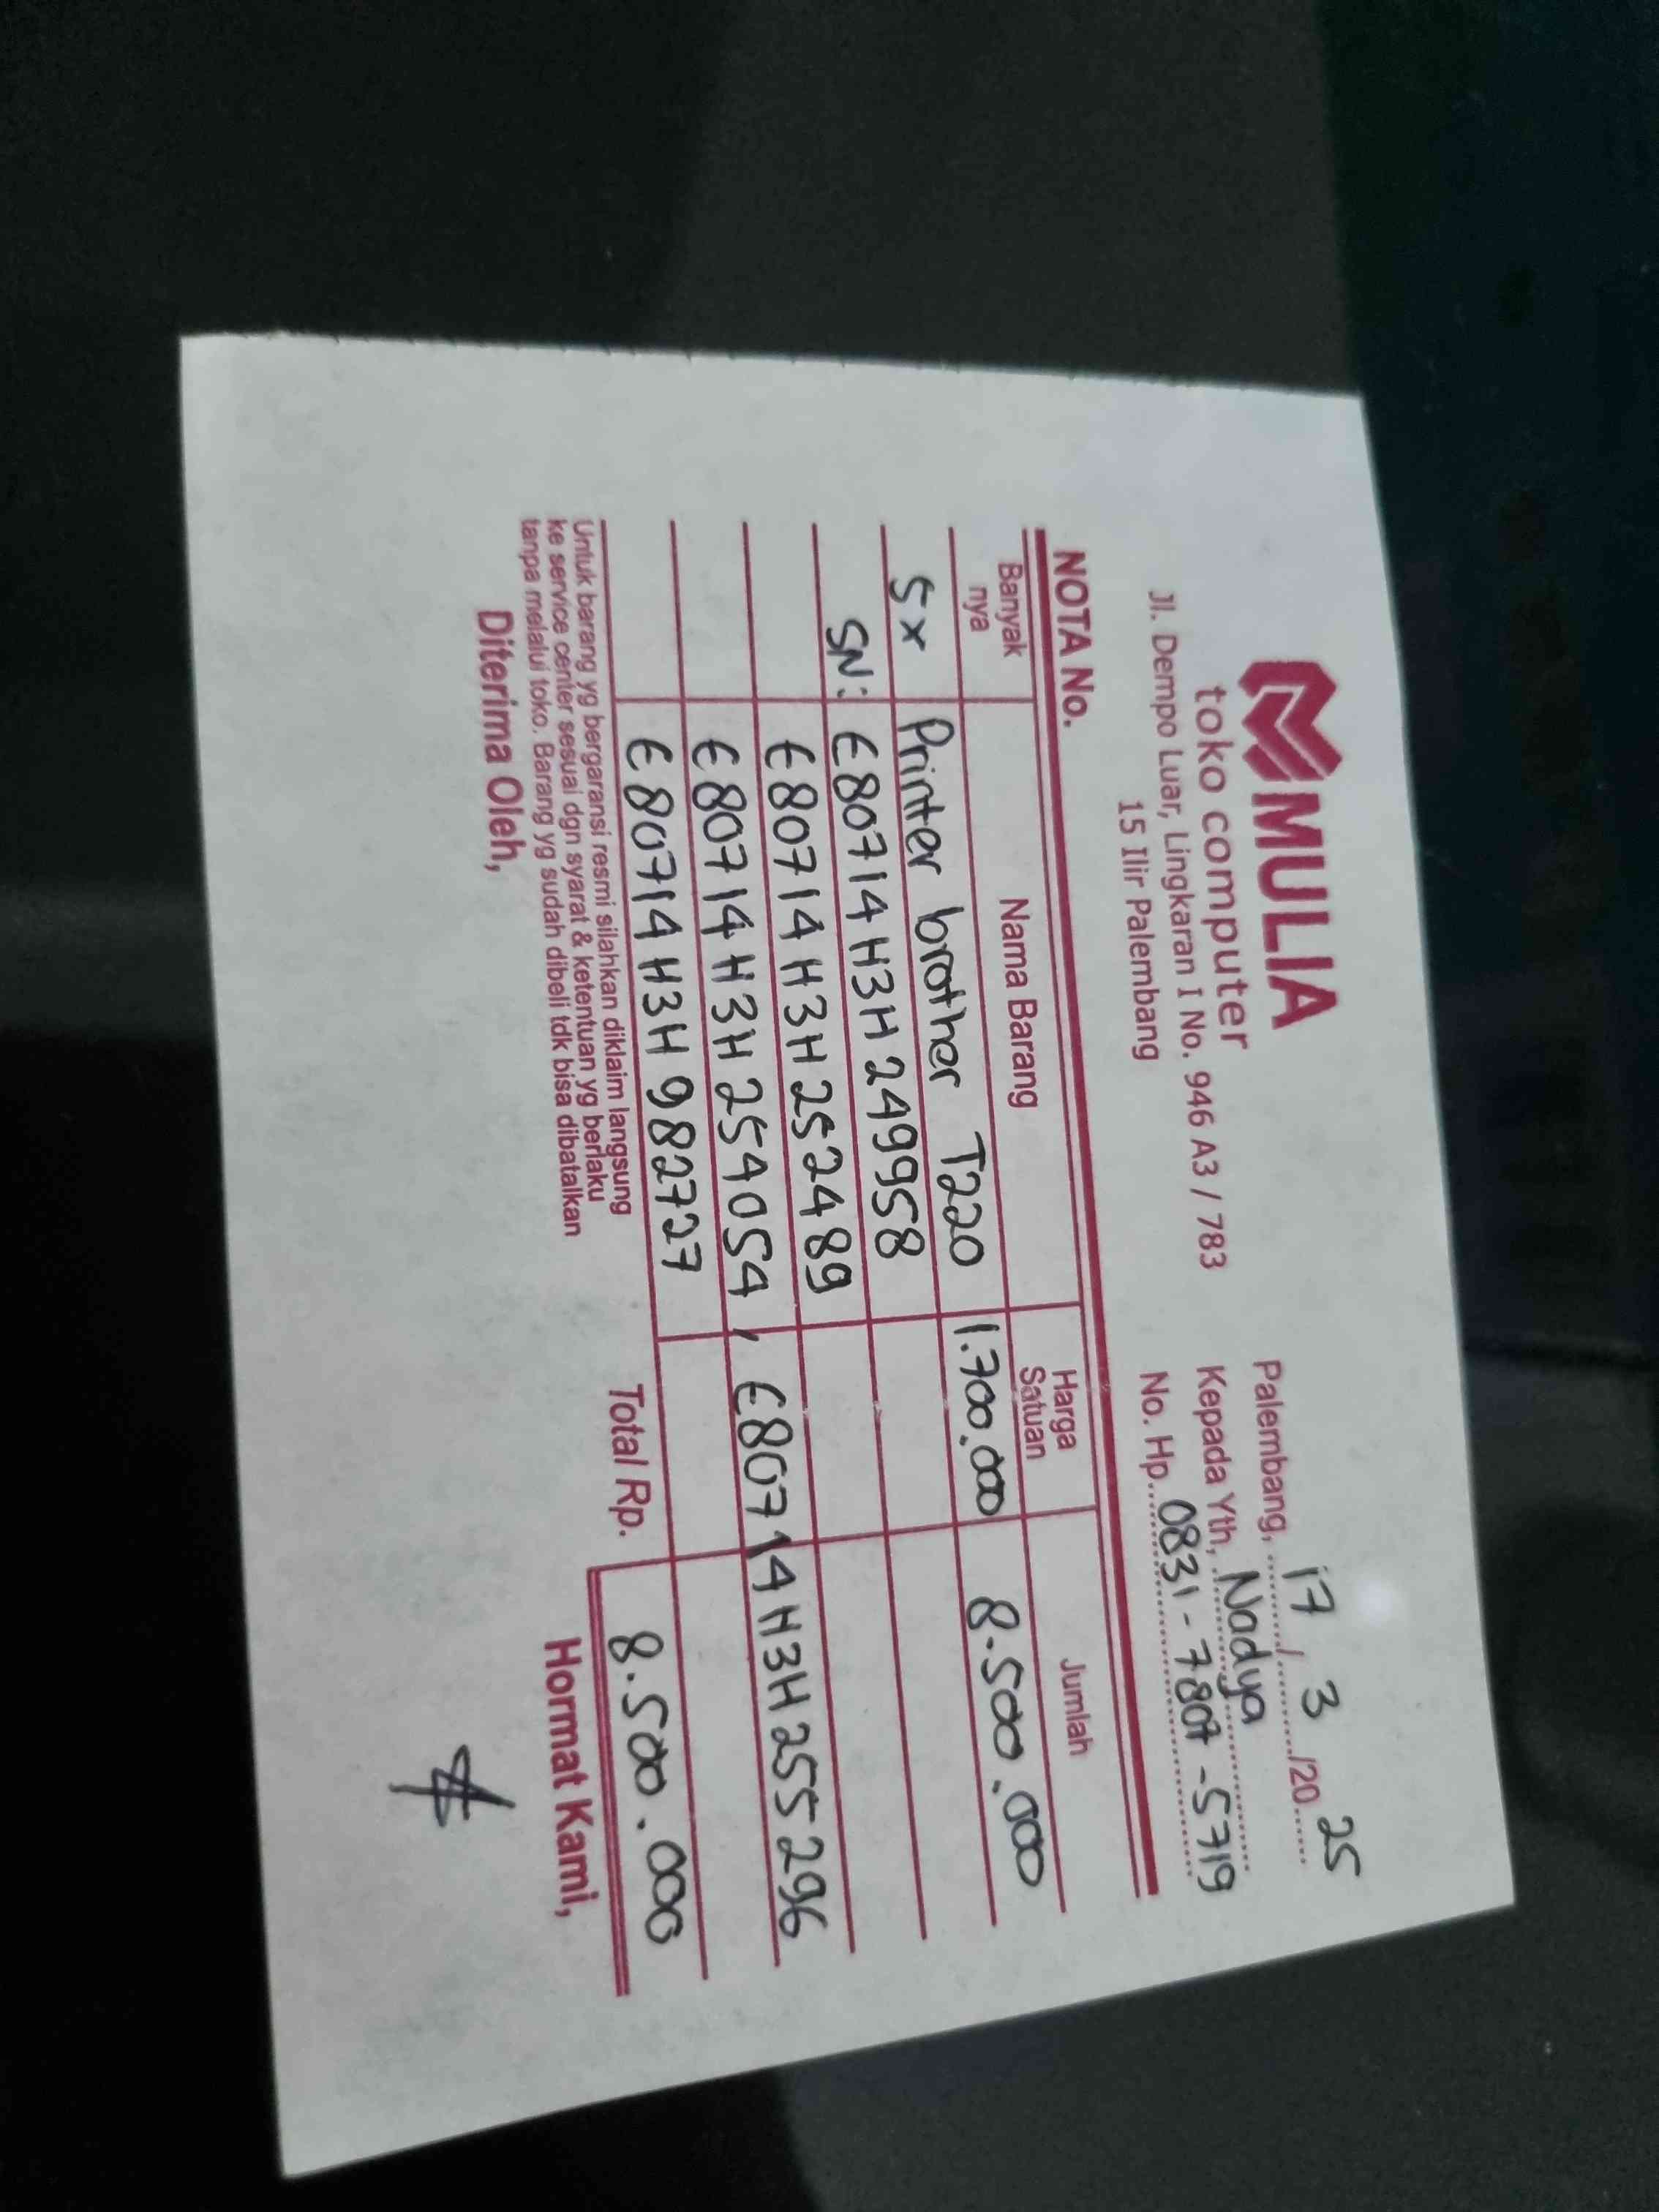 MULIA
toko computer
Jl. Dempo Luar, Lingkaran I No. 946 A3 / 783
15 Ilir Palembang
Palembang, 17 / 3 /20 25
Kepada Yth, Nadya
No. Hp. 0831-7807-5719
NOTA No.
Banyak nya Nama Barang Harga Satuan Jumlah
5x Printer brother T220 1.700.000 8.500.000
SN: E80714H3H249958
E80714H3H252489
E80714H3H254054, E80714H3H255296
E80714H3H982727
Total Rp. 8.500.000
Untuk barang yg bergaransi resmi silahkan diklaim langsung
ke service center sesuai dgn syarat & ketentuan yg berlaku
tanpa melalui toko. Barang yg sudah dibeli tdk bisa dibatalkan
Diterima Oleh, Hormat Kami,